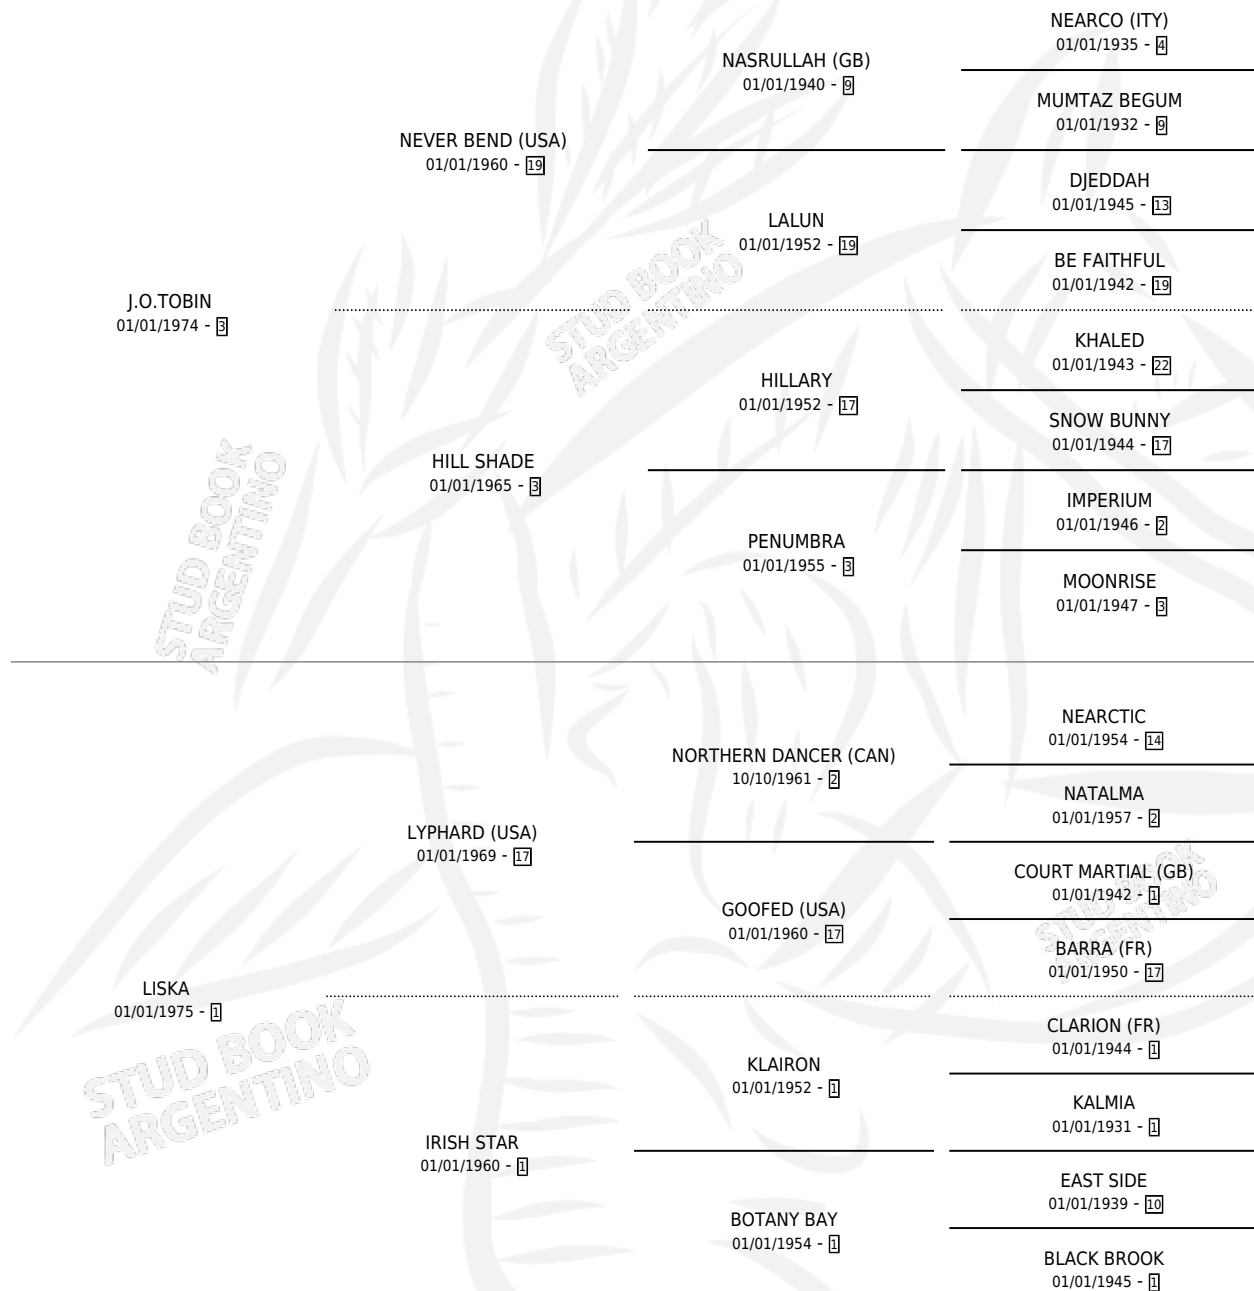 NEARCO (ITY)
01/01/1935 - 4
NASRULLAH (GB)
01/01/1940 - 9
MUMTAZ BEGUM
01/01/1932 - 9
NEVER BEND (USA)
01/01/1960 - 19
DJEDDAH
01/01/1945 - 13
LALUN
01/01/1952 - 19
BE FAITHFUL
01/01/1942 - 19
J.O.TOBIN
01/01/1974 - 3
KHALED
01/01/1943 - 22
HILLARY
01/01/1952 - 17
SNOW BUNNY
01/01/1944 - 17
HILL SHADE
01/01/1965 - 3
IMPERIUM
01/01/1946 - 2
PENUMBRA
01/01/1955 - 3
MOONRISE
01/01/1947 - 3
NEARCTIC
01/01/1954 - 14
NORTHERN DANCER (CAN)
10/10/1961 - 2
NATALMA
01/01/1957 - 2
LYPHARD (USA)
01/01/1969 - 17
COURT MARTIAL (GB)
01/01/1942 - 1
GOOFED (USA)
01/01/1960 - 17
BARRA (FR)
01/01/1950 - 17
LISKA
01/01/1975 - 1
CLARION (FR)
01/01/1944 - 1
KLAIRON
01/01/1952 - 1
KALMIA
01/01/1931 - 1
IRISH STAR
01/01/1960 - 1
EAST SIDE
01/01/1939 - 10
BOTANY BAY
01/01/1954 - 1
BLACK BROOK
01/01/1945 - 1
STUD BOOK
ARGENTINO
STUD BOOK
ARGENTINO
STUD BOOK
ARGENTINO
STUD BOOK
ARGENTINO